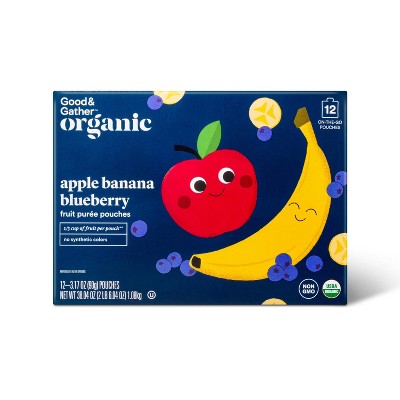 Good&
Gather™
organic
12
ON-THE-GO
POUCHES
apple banana
blueberry
fruit purée pouches
1/3 cup of fruit per pouch**
no synthetic colors
12—3.17 OZ (90g) POUCHES
NET WT 38.04 OZ (2 LB 6.04 OZ) 1.08kg
U
NON
GMO
USDA
ORGANIC